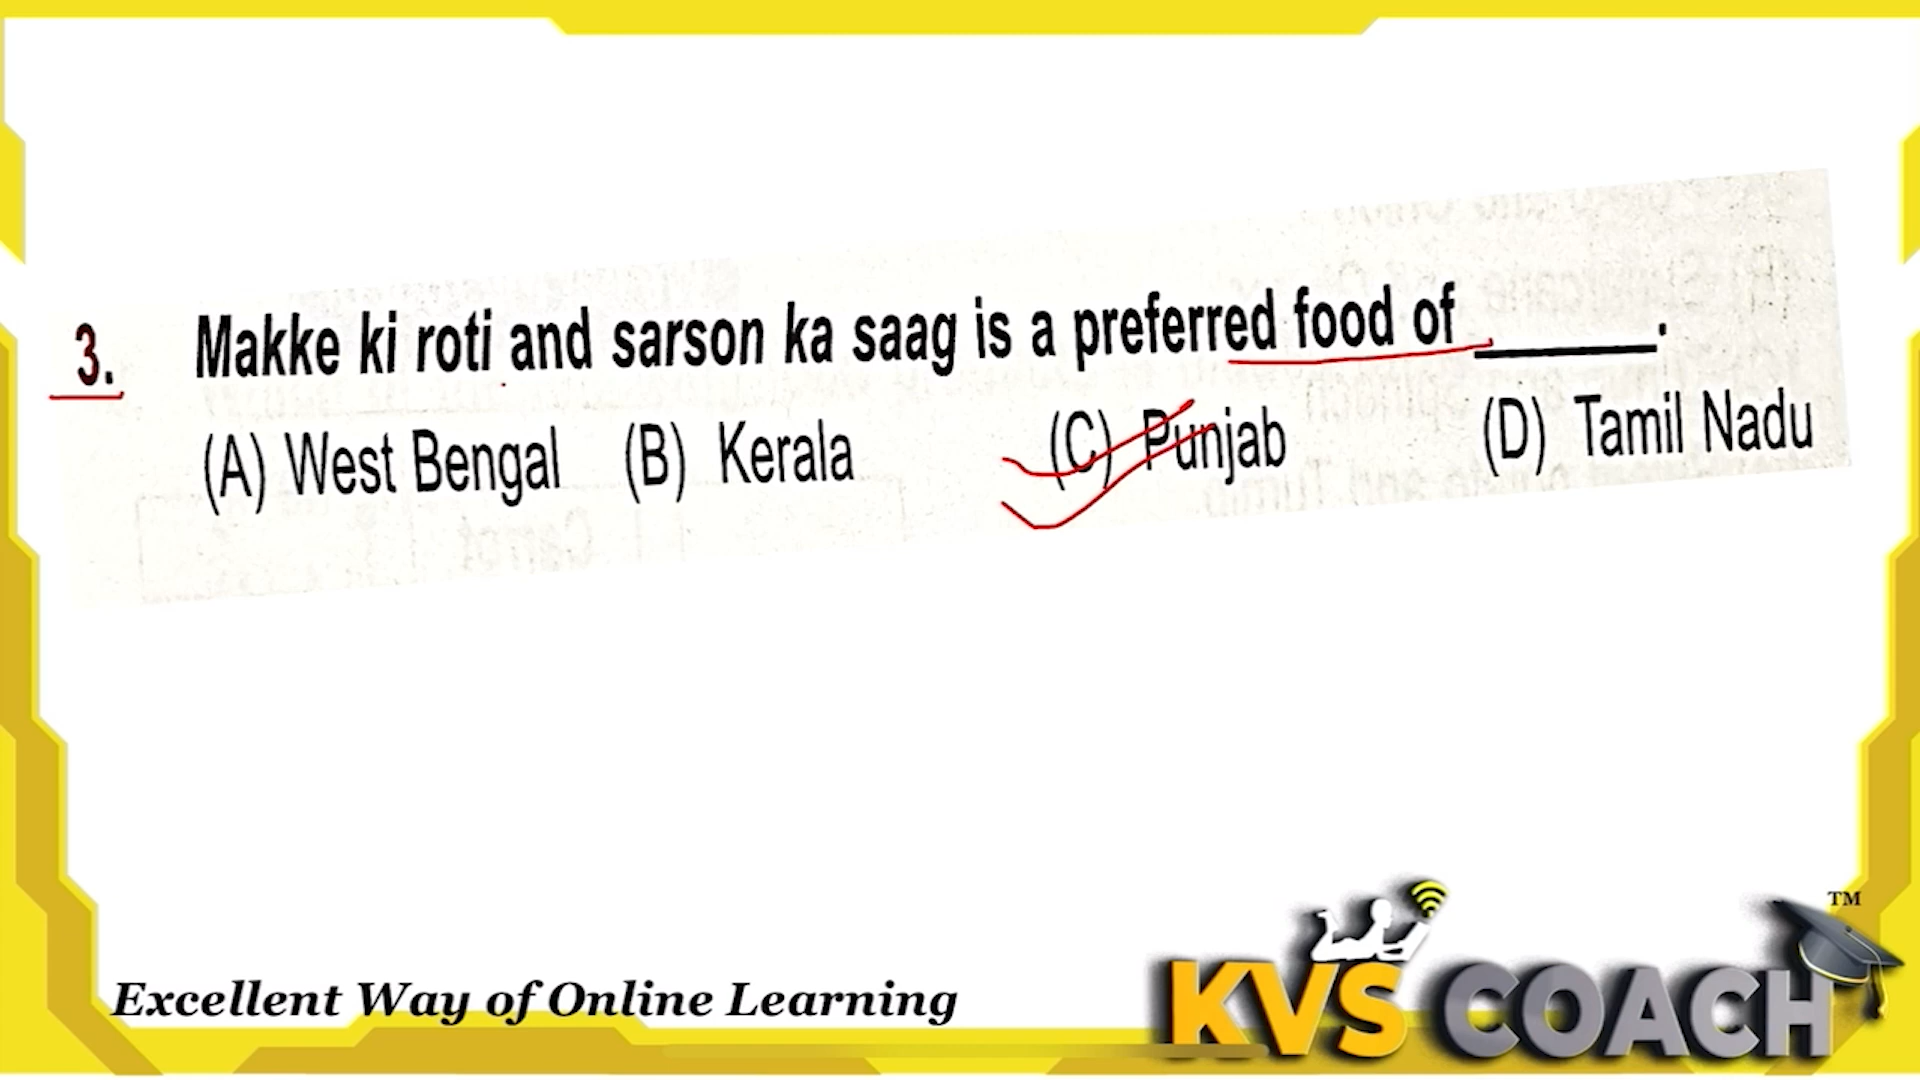 3. Makke ki roti and sarson ka saag is a preferred food of ______.
(A) West Bengal (B) Kerala (C) Punjab (D) Tamil Nadu
Excellent Way of Online Learning
KVS COACH TM